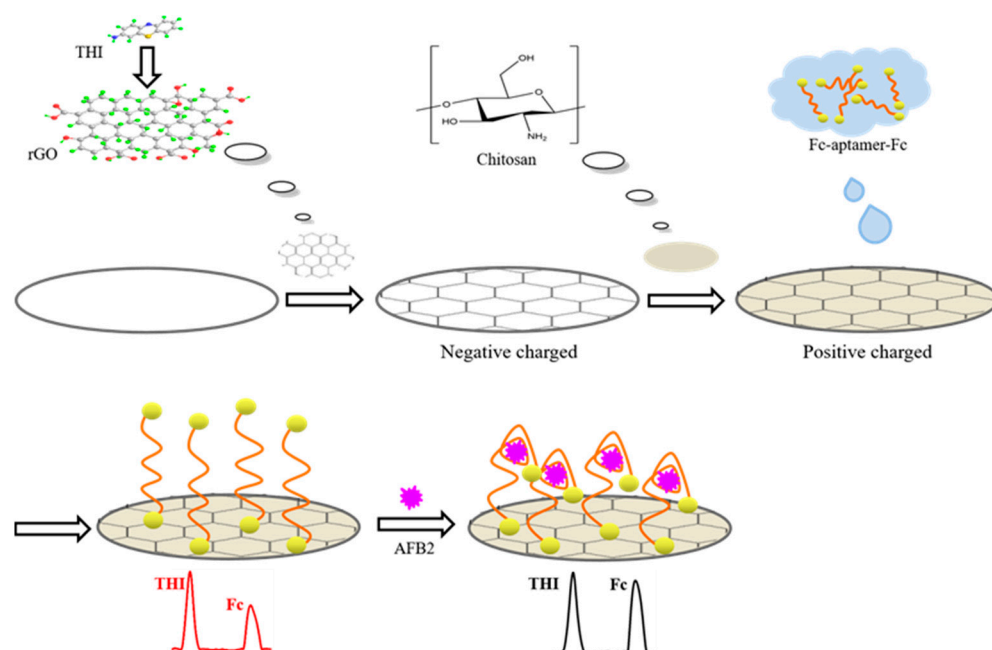 THI
rGO
OH
O
O
HO
NH₂
Chitosan
Fc-aptamer-Fc
Negative charged
Positive charged
AFB2
THI
Fc
THI
Fc